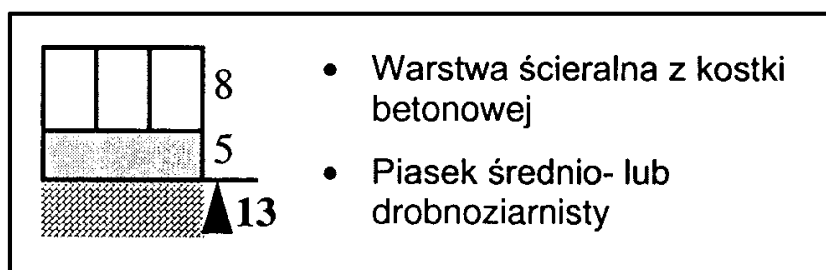 8
5
13
• Warstwa ścieralna z kostki
betonowej
• Piasek średnio- lub
drobnoziarnisty